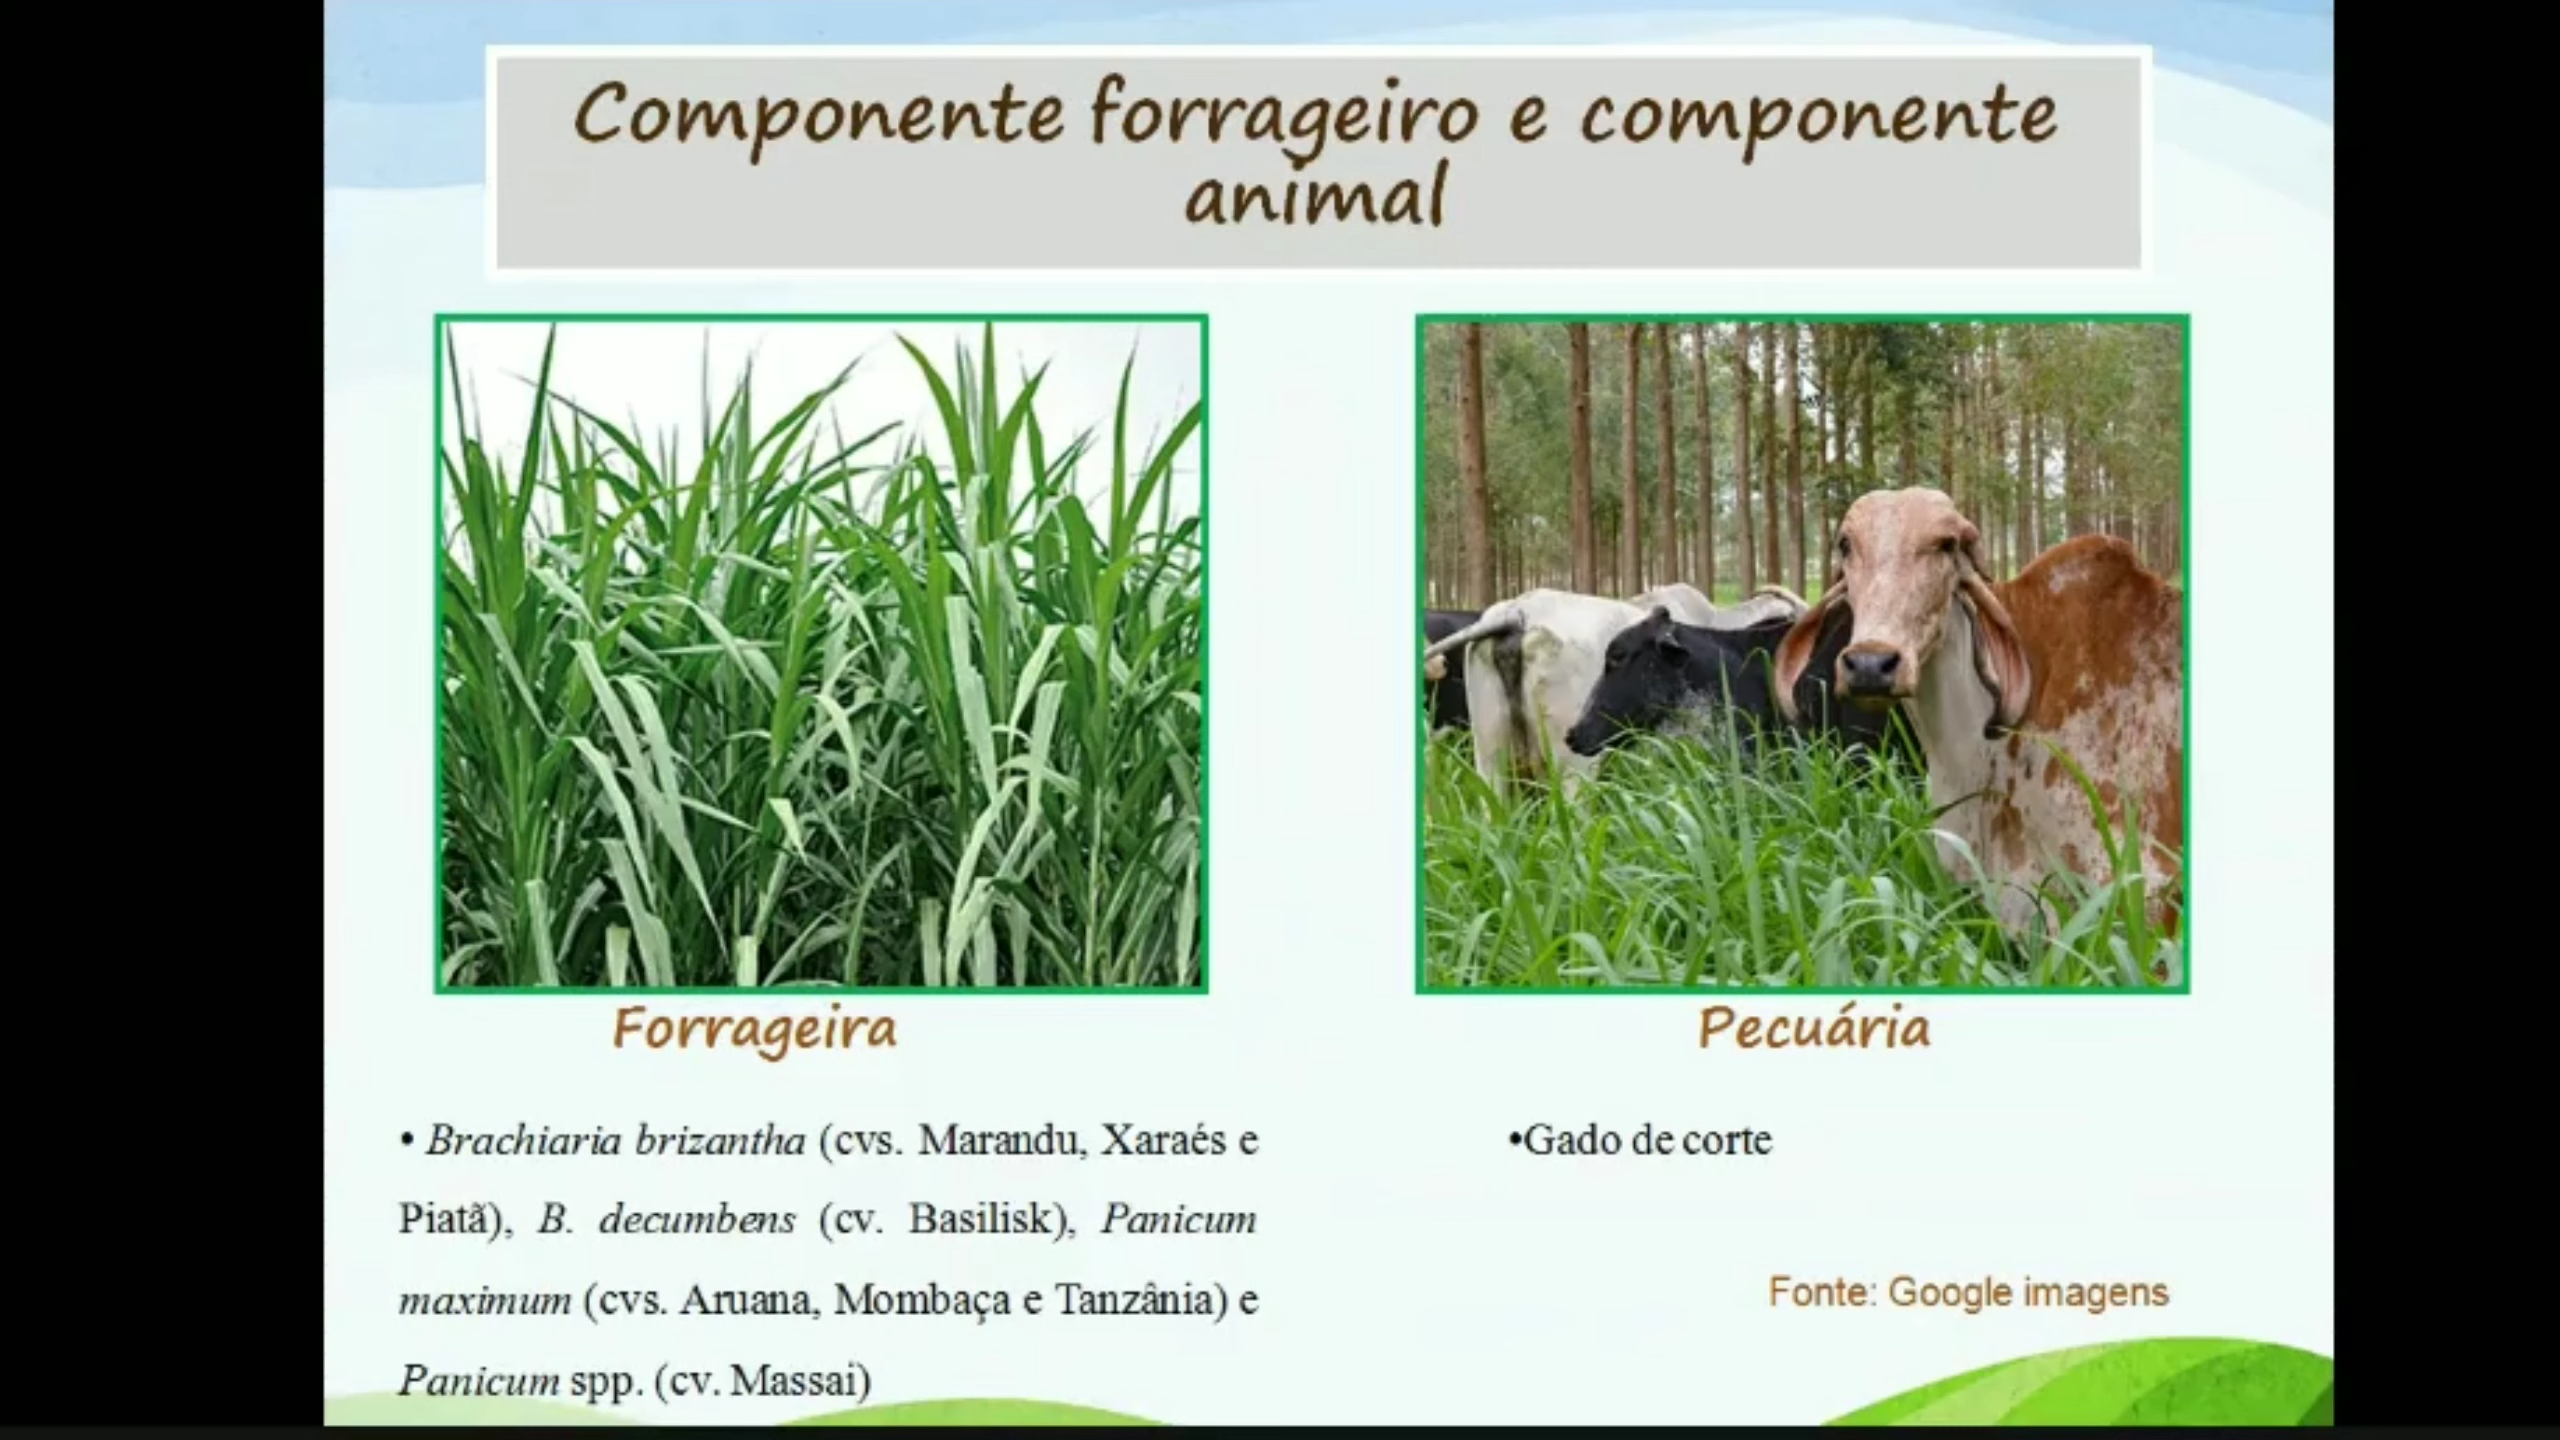 Componente forrageiro e componente
animal
Forrageira
• Brachiaria brizantha (cvs. Marandu, Xaraés e
Piatã), B. decumbens (cv. Basilisk), Panicum
maximum (cvs. Aruana, Mombaça e Tanzânia) e
Panicum spp. (cv. Massai)
Pecuária
•Gado de corte
Fonte: Google imagens